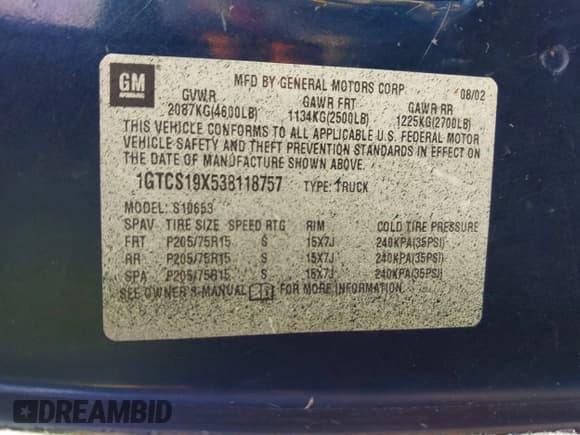 GM
MFD BY GENERAL MOTORS CORP
08/02
GVWR GAWR FRT GAWR RR
2087KG(4600LB) 1134KG(2500LB) 1225KG(2700LB)
THIS VEHICLE CONFORMS TO ALL APPLICABLE U.S. FEDERAL MOTOR
VEHICLE SAFETY AND THEFT PREVENTION STANDARDS IN EFFECT ON
THE DATE OF MANUFACTURE SHOWN ABOVE.
1GTCS19X538118757 TYPE: TRUCK
MODEL: S10653
SPAV TIRE SIZE SPEED RTG RIM COLD TIRE PRESSURE
FRT P205/75R15 S 15X7J 240KPA(35PSI)
RR P205/75R15 S 15X7J 240KPA(35PSI)
SPA P205/75R15 S 15X7J 240KPA(35PSI)
SEE OWNER'S MANUAL FOR MORE INFORMATION.
DREAMBID